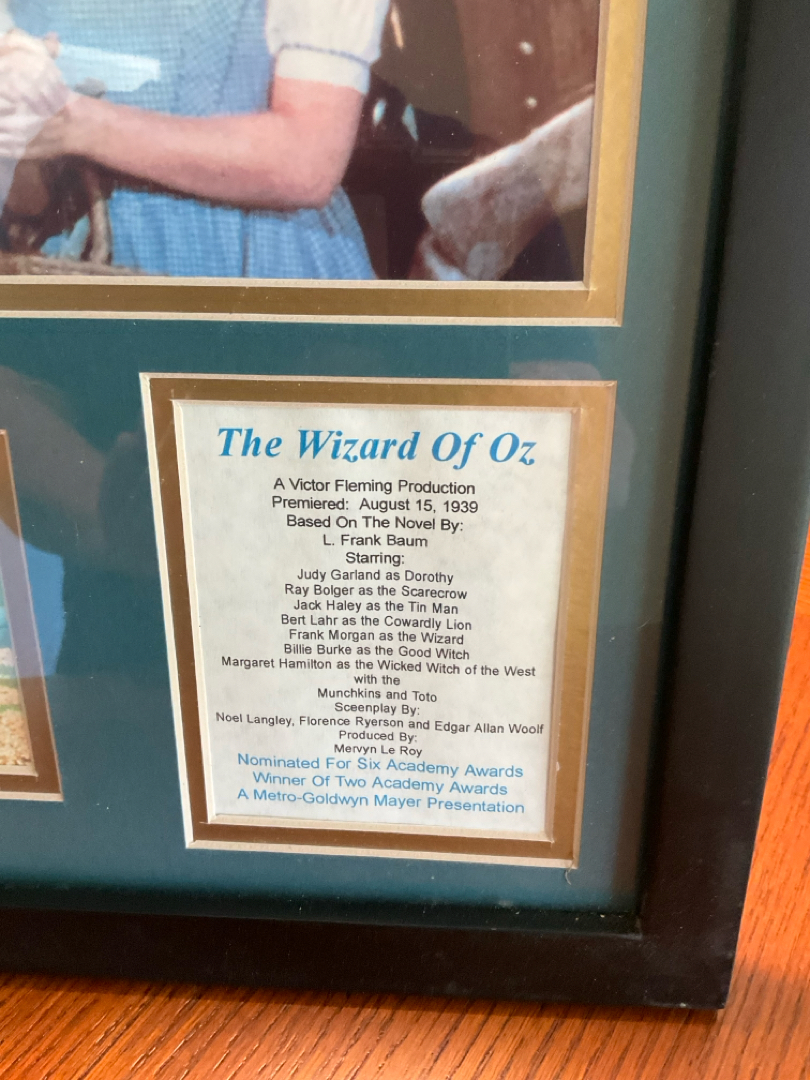 The Wizard Of Oz
A Victor Fleming Production
Premiered: August 15, 1939
Based On The Novel By:
L. Frank Baum
Starring:
Judy Garland as Dorothy
Ray Bolger as the Scarecrow
Jack Haley as the Tin Man
Bert Lahr as the Cowardly Lion
Frank Morgan as the Wizard
Billie Burke as the Good Witch
Margaret Hamilton as the Wicked Witch of the West
with the
Munchkins and Toto
Sceenplay By:
Noel Langley, Florence Ryerson and Edgar Allan Woolf
Produced By:
Mervyn Le Roy
Nominated For Six Academy Awards
Winner Of Two Academy Awards
A Metro-Goldwyn Mayer Presentation